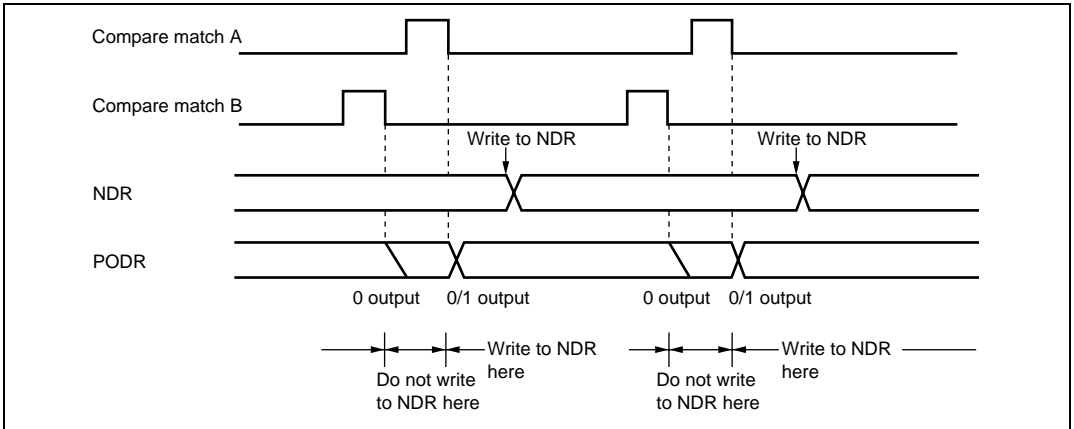 Compare match A
Compare match B
Write to NDR
Write to NDR
NDR
PODR
0 output
0/1 output
0 output
0/1 output
Write to NDR
here
Do not write
to NDR here
Write to NDR
here
Do not write
to NDR here